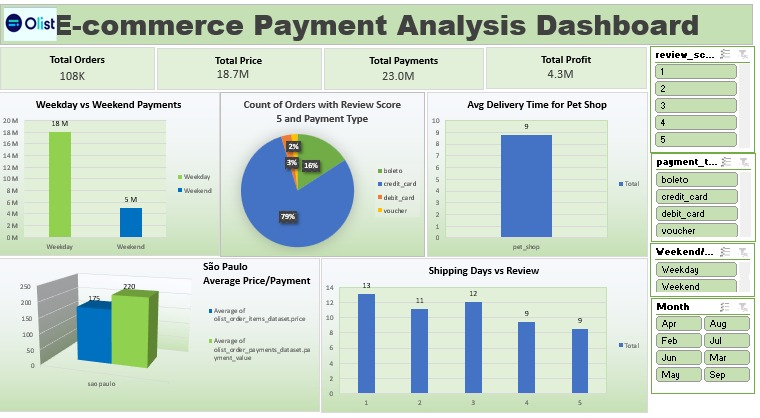 Olist
E-commerce Payment Analysis Dashboard
Total Orders
108K
Total Price
18.7M
Total Payments
23.0M
Total Profit
4.3M
Weekday vs Weekend Payments
20 M
18 M
16 M
14 M
12 M
10 M
8 M
6 M
4 M
2 M
0 M
18 M
5 M
Weekday
Weekend
Weekday
Weekend
Count of Orders with Review Score
5 and Payment Type
2%
3%
16%
79%
boleto
credit_card
debit_card
voucher
Avg Delivery Time for Pet Shop
10
9
8
7
6
5
4
3
2
1
0
9
pet_shop
Total
São Paulo
Average Price/Payment
250
200
150
100
50
0
175
220
sao paulo
Average of
olist_order_items_dataset.price
Average of
olist_order_payments_dataset.pa
yment_value
Shipping Days vs Review
14
12
10
8
6
4
2
0
13
11
12
9
9
1
2
3
4
5
Total
review_sc...
1
2
3
4
5
payment_t...
boleto
credit_card
debit_card
voucher
Weekend/...
Weekday
Weekend
Month
Apr
Aug
Feb
Jul
Jun
Mar
May
Sep